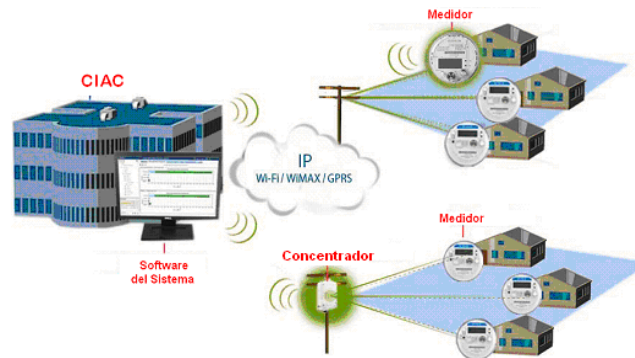 Medidor
CIAC
IP
Wi-Fi / WiMAX / GPRS
Medidor
Concentrador
Software
del Sistema